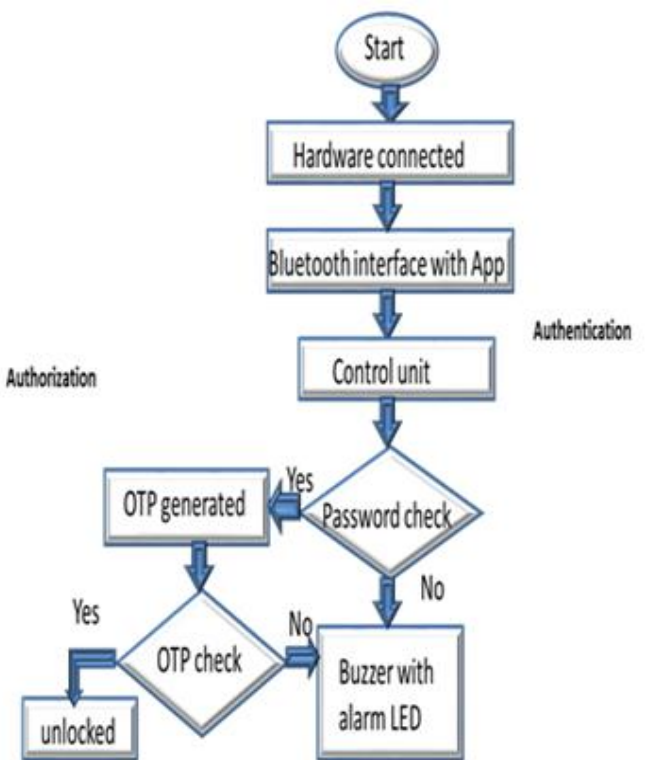 Start
Hardware connected
Bluetooth interface with App
Authentication
Control unit
Authorization
Yes
OTP generated
Password check
No
Yes
No
OTP check
Buzzer with
alarm LED
unlocked